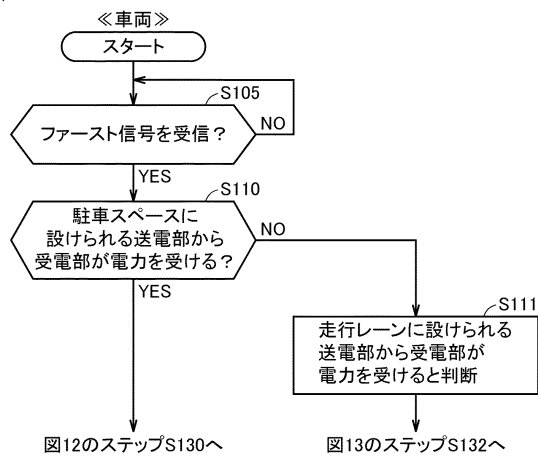 ≪車両≫
スタート
S105
ファースト信号を受信？
NO
YES
S110
駐車スペースに
設けられる送電部から
受電部が電力を受ける？
NO
YES
S111
走行レーンに設けられる
送電部から受電部が
電力を受けると判断
図12のステップS130へ
図13のステップS132へ